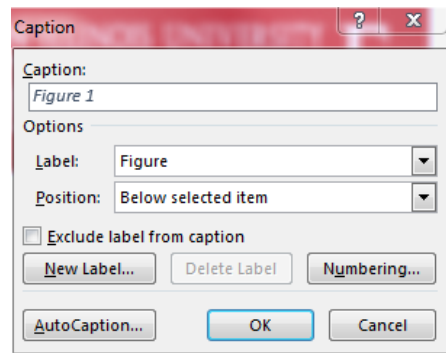 Caption
? X
Caption:
Figure 1
Options
Label: Figure
Position: Below selected item
Exclude label from caption
New Label... Delete Label Numbering...
AutoCaption... OK Cancel